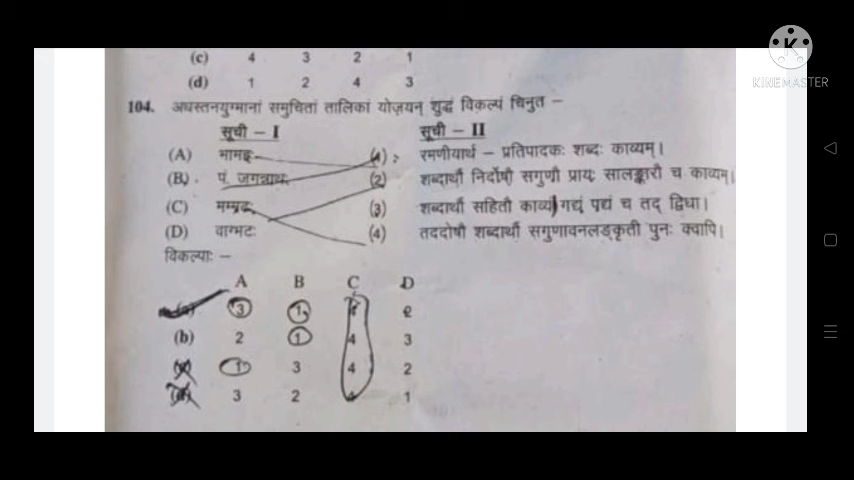 (c) 4 3 2 1
K
KINEMASTER
(d) 1 2 4 3
104. अधस्तनयुग्मानां समुचितां तालिकां योजयन् शुद्धं विकल्पं चिनुत –
सूची – I सूची – II
(A) भामहः (1) रमणीयार्थ – प्रतिपादकः शब्दः काव्यम्।
(B) पं. जगन्नाथः (2) शब्दार्थौ निर्दोषौ सगुणौ प्रायः सालङ्कारौ च काव्यम्।
(C) मम्मटः (3) शब्दार्थौ सहितौ काव्यं गद्यं पद्यं च तद् द्विधा।
(D) वाग्भटः (4) तददोषौ शब्दार्थौ सगुणावनलङ्कृती पुनः क्वापि।
विकल्पाः –
A B C D
(a) 3 1 4 2
(b) 2 1 4 3
1 3 4 2
(d) 3 2 4 1